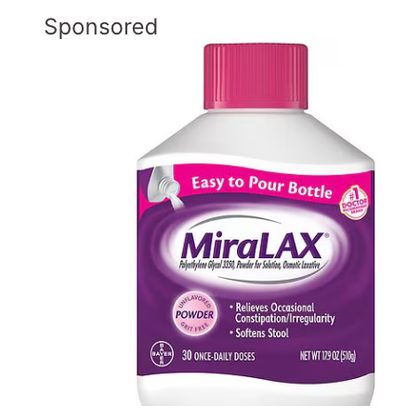 Sponsored
Easy to Pour Bottle
#1
DOCTOR
MiraLAX®
Polyethylene Glycol 3350, Powder for Solution, Osmotic Laxative
UNFLAVORED
POWDER
GRIT FREE
• Relieves Occasional
Constipation/Irregularity
• Softens Stool
BAYER
BAYER
30 ONCE-DAILY DOSES
NET WT 17.9 OZ (510g)